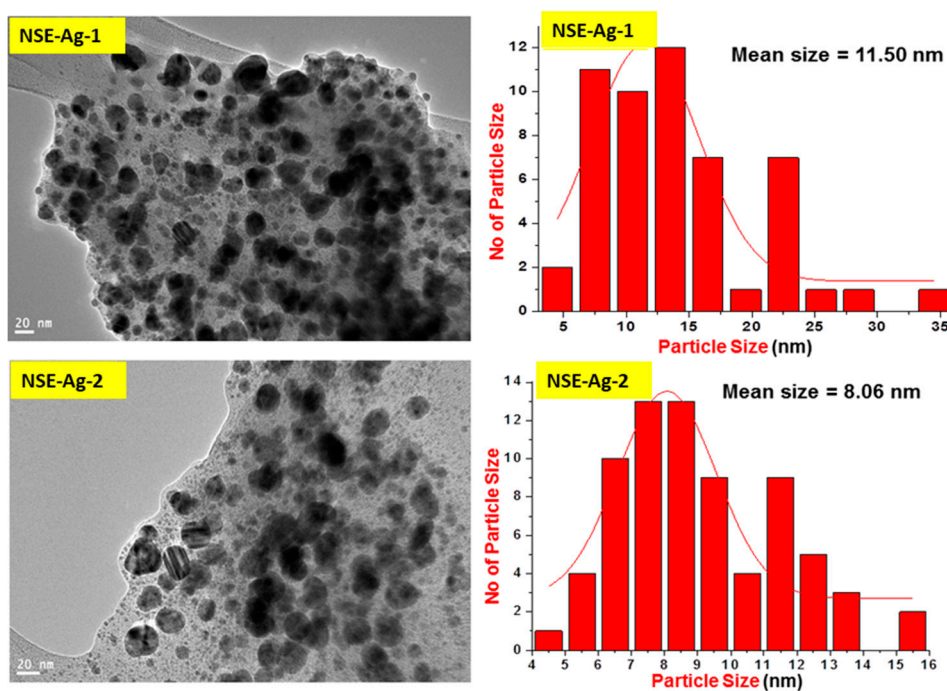 NSE-Ag-1
20 nm
NSE-Ag-1
Mean size = 11.50 nm
No of Particle Size
12
10
8
6
4
2
0
5 10 15 20 25 30 35
Particle Size (nm)
NSE-Ag-2
20 nm
NSE-Ag-2
Mean size = 8.06 nm
No of Particle Size
14
12
10
8
6
4
2
0
4 5 6 7 8 9 10 11 12 13 14 15 16
Particle Size (nm)